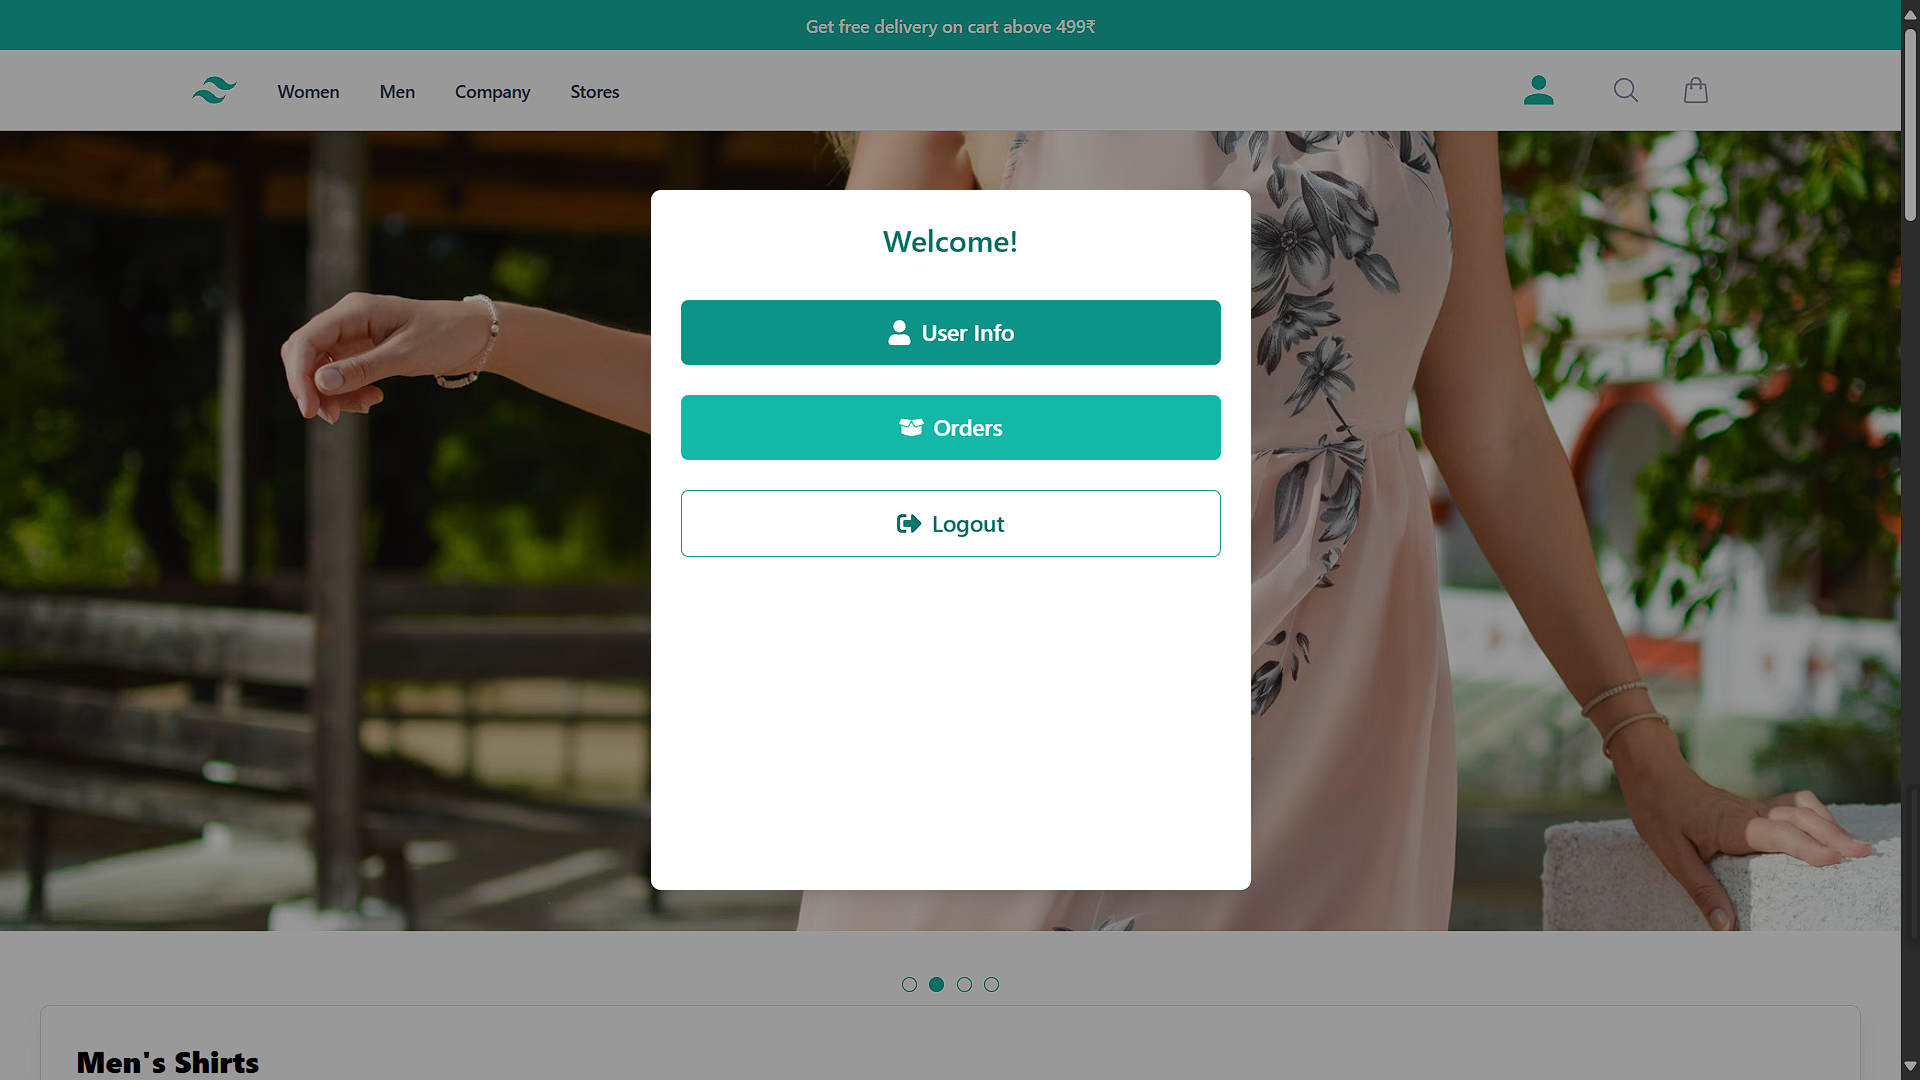 Get free delivery on cart above 499₹
Women Men Company Stores
Welcome!
User Info
Orders
Logout
Men's Shirts